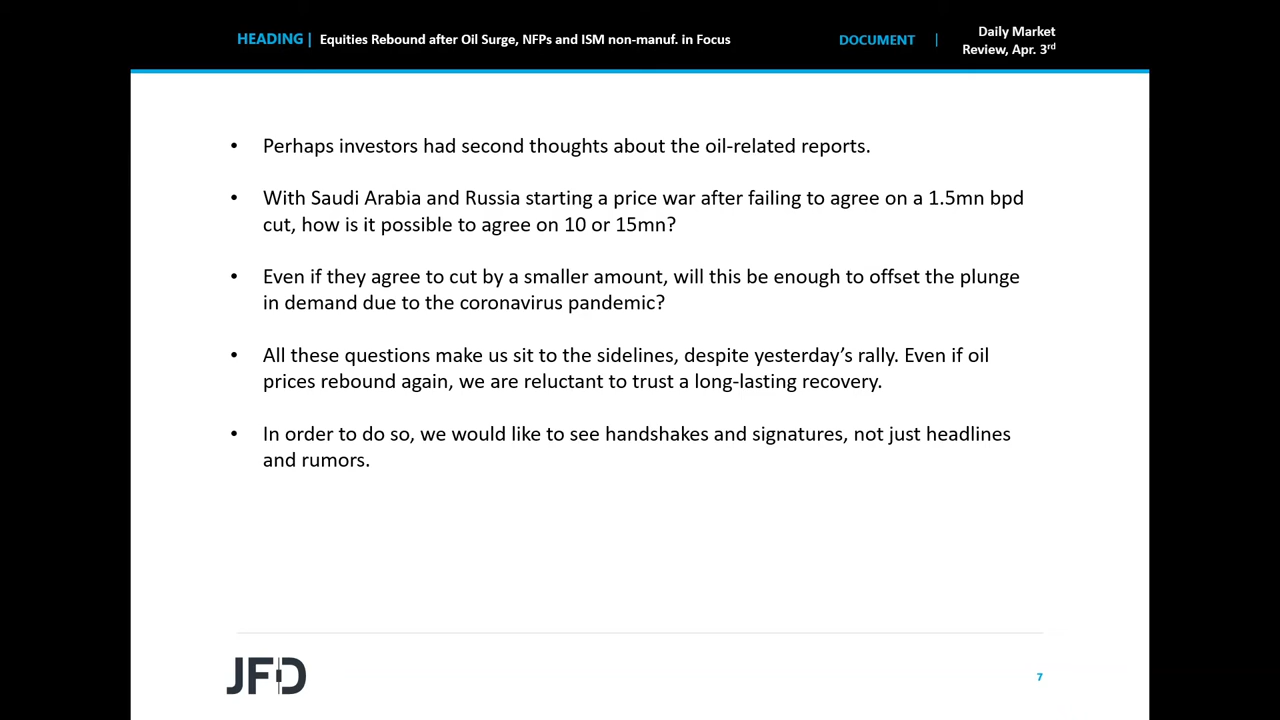 HEADING | Equities Rebound after Oil Surge, NFPs and ISM non-manuf. in Focus
DOCUMENT | Daily Market
Review, Apr. 3rd
• Perhaps investors had second thoughts about the oil-related reports.
• With Saudi Arabia and Russia starting a price war after failing to agree on a 1.5mn bpd
cut, how is it possible to agree on 10 or 15mn?
• Even if they agree to cut by a smaller amount, will this be enough to offset the plunge
in demand due to the coronavirus pandemic?
• All these questions make us sit to the sidelines, despite yesterday’s rally. Even if oil
prices rebound again, we are reluctant to trust a long-lasting recovery.
• In order to do so, we would like to see handshakes and signatures, not just headlines
and rumors.
JFD
7